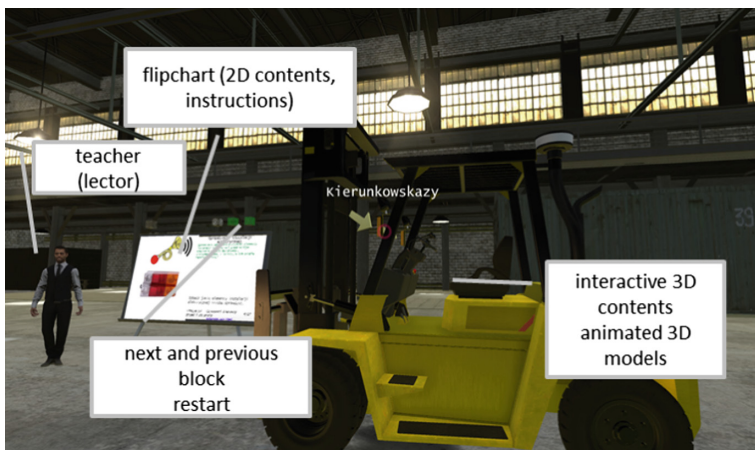 flipchart (2D contents,
instructions)
teacher
(lector)
Kierunkowskazy
interactive 3D
contents
animated 3D
models
next and previous
block
restart